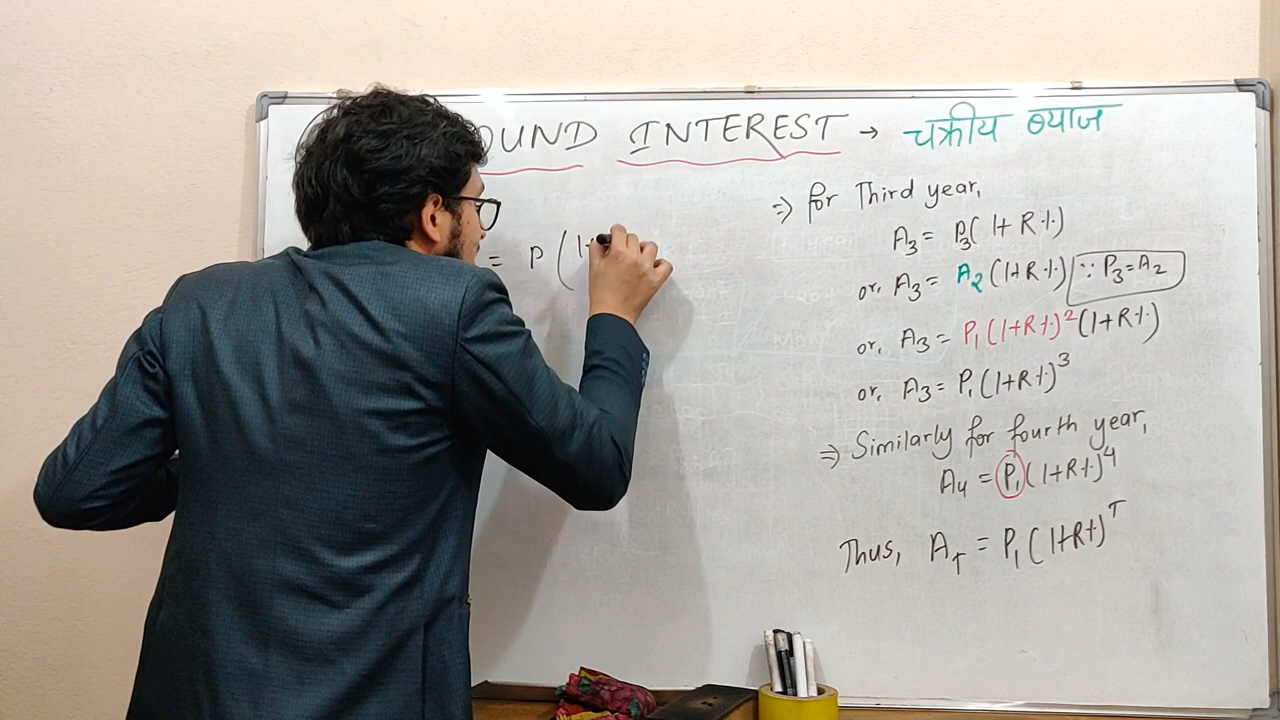 OUND INTEREST → चक्रीय ब्याज
= P (1+
⇒ for Third year,
A₃ = P₃( 1 + R·/.)
or, A₃ = A₂ (1+R·/.) ∵ P₃=A₂
or, A₃ = P₁ (1+R·/.)² (1+R·/.)
or, A₃ = P₁ (1+R·/.)³
⇒ Similarly for fourth year,
A₄ = P₁ (1+R·/.)⁴
Thus, A_T = P₁ ( 1+R·/.)ᵀ